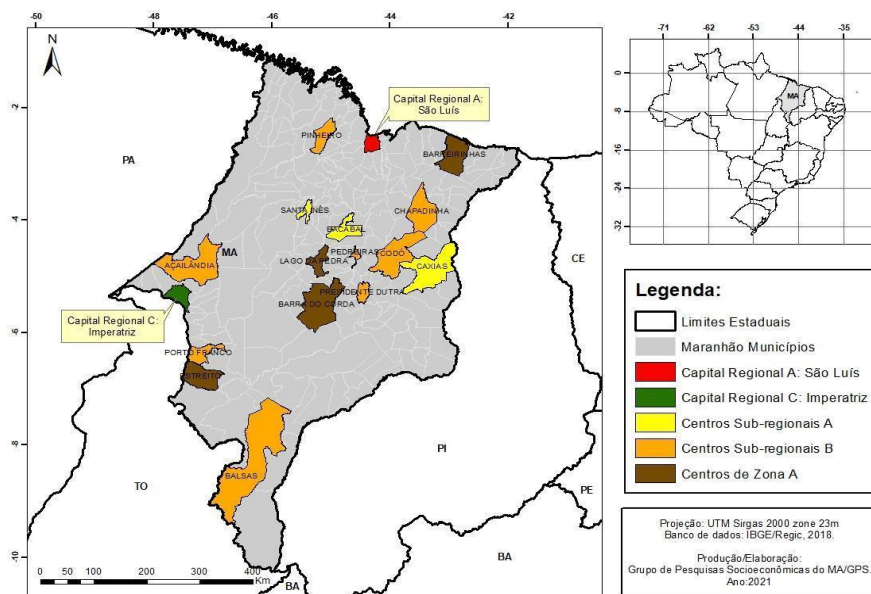 -50
-48
-46
-44
-42
N
-2
-4
-6
-8
-10
Capital Regional A:
São Luís
PINHEIRO
BARREIRINHAS
PA
SANTA INÊS
CHAPADINHA
BACABAL
PEDREIRAS
CODÓ
MA
LAGO DA PEDRA
CAXIAS
AÇAILÂNDIA
CE
PRESIDENTE DUTRA
BARRA DO CORDA
Capital Regional C:
Imperatriz
PORTO FRANCO
ESTREITO
BALSAS
PI
TO
PE
BA
BA
0 50 100 200 300 400
Km
-71
-62
-53
-44
-35
0
-8
-16
-24
-32
MA
Legenda:
Limites Estaduais
Maranhão Municípios
Capital Regional A: São Luís
Capital Regional C: Imperatriz
Centros Sub-regionais A
Centros Sub-regionais B
Centros de Zona A
Projeção: UTM Sirgas 2000 zone 23m
Banco de dados: IBGE/Regic, 2018.
Produção/Elaboração:
Grupo de Pesquisas Socioeconômicas do MA/GPS.
Ano:2021